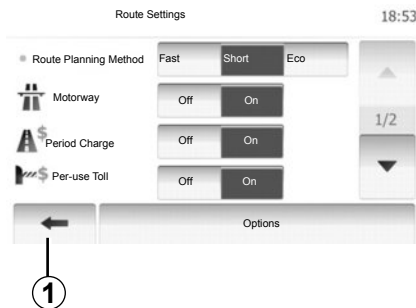 Route Settings 18:53
Route Planning Method Fast Short Eco
Motorway Off On
1/2
Period Charge Off On
Per-use Toll Off On
Options
1